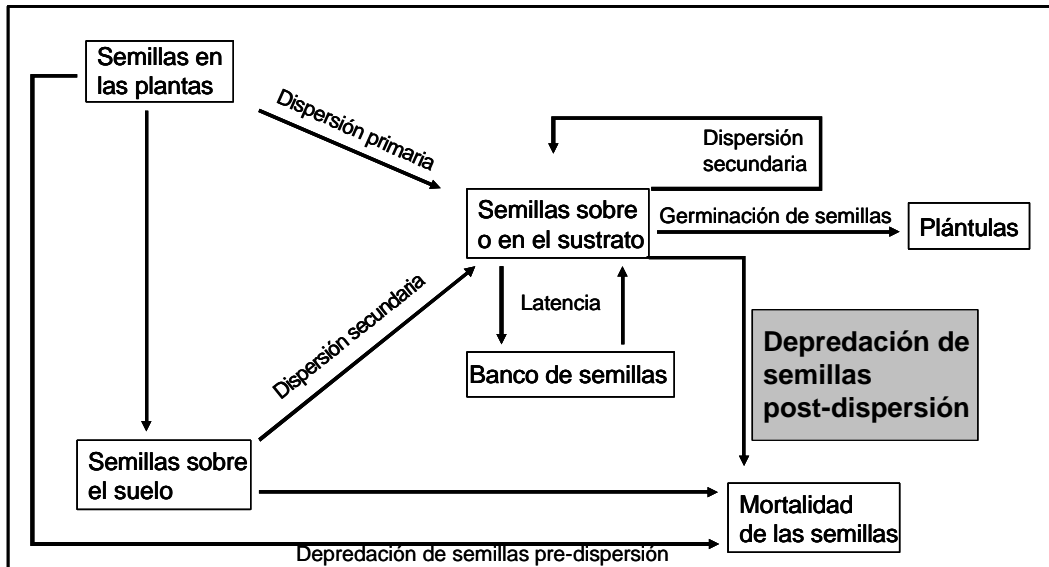 Semillas en
las plantas
Dispersión primaria
Dispersión
secundaria
Semillas sobre
o en el sustrato
Germinación de semillas
Plántulas
Dispersión secundaria
Latencia
Banco de semillas
Depredación de
semillas
post-dispersión
Semillas sobre
el suelo
Mortalidad
de las semillas
Depredación de semillas pre-dispersión